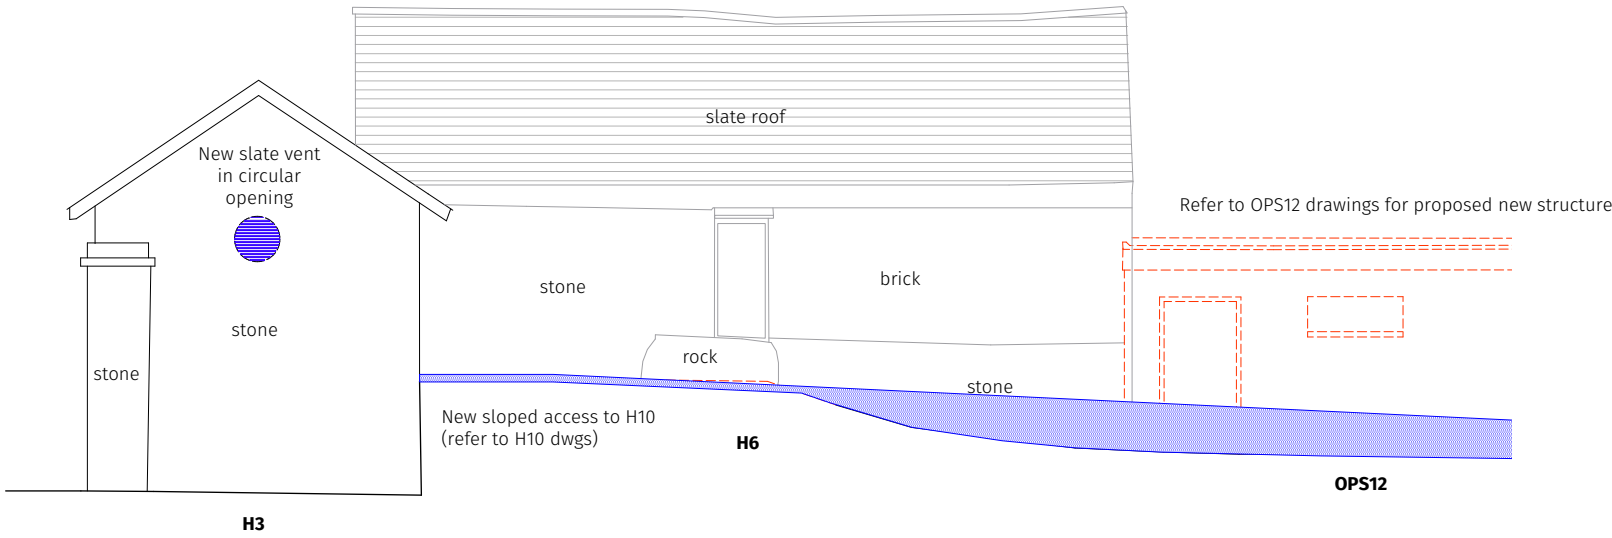 slate roof
New slate vent
in circular
opening
Refer to OPS12 drawings for proposed new structure
stone
brick
stone
rock
stone
stone
New sloped access to H10
(refer to H10 dwgs)
H6
OPS12
H3